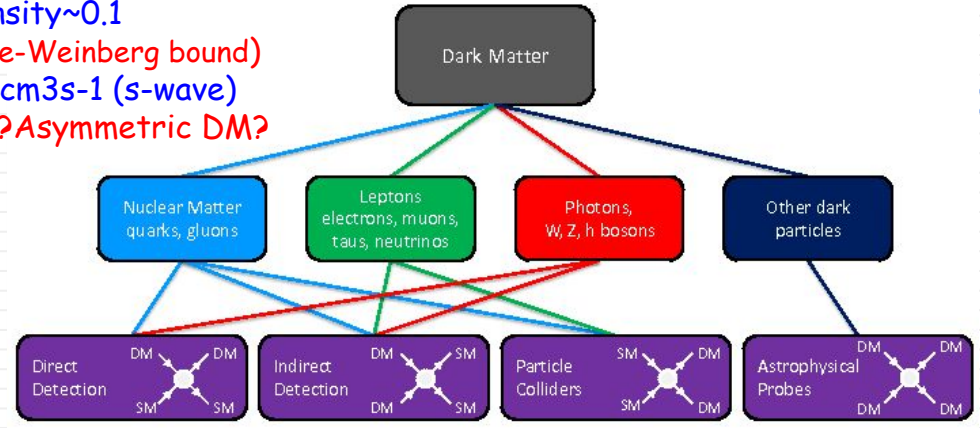 nsity~0.1
e-Weinberg bound)
cm3s-1 (s-wave)
?Asymmetric DM?
Dark Matter
Nuclear Matter
quarks, gluons
Leptons
electrons, muons,
taus, neutrinos
Photons,
W, Z, h bosons
Other dark
particles
Direct
Detection
DM DM
SM SM
Indirect
Detection
DM SM
DM SM
Particle
Colliders
SM DM
SM DM
Astrophysical
Probes
DM DM
DM DM